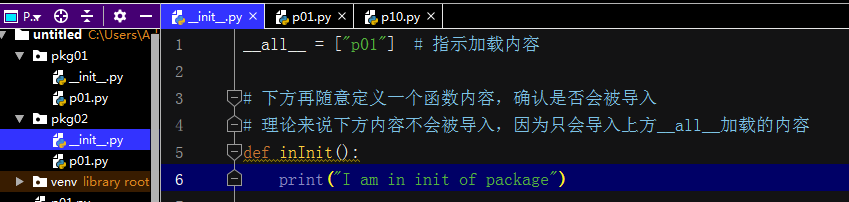 P..
__init__.py
p01.py
p10.py
untitled C:\Users\AJ
pkg01
__init__.py
p01.py
pkg02
__init__.py
p01.py
venv library root
p01.py
1 __all__ = ["p01"]  # 指示加载内容
2
3 # 下方再随意定义一个函数内容，确认是否会被导入
4 # 理论来说下方内容不会被导入，因为只会导入上方__all__加载的内容
5 def inInit():
6     print("I am in init of package")